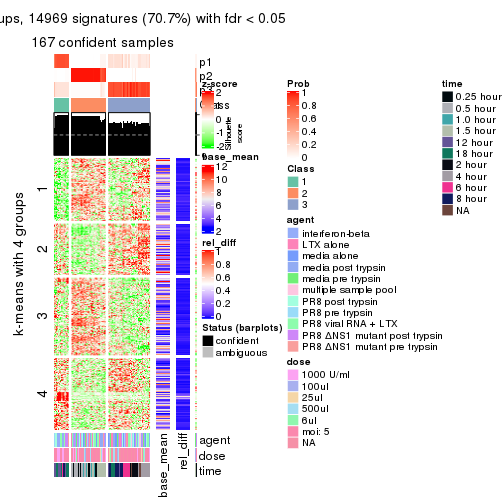 ups, 14969 signatures (70.7%) with fdr < 0.05
167 confident samples
p1
p2
z-score
2
0
-2
Silhouette
score
base_mean
12
10
8
6
4
2
rel_diff
1
0.8
0.6
0.4
0.2
0
Status (barplots)
confident
ambiguous
k-means with 4 groups
1
2
3
4
agent
dose
time
base_mean
rel_diff
Prob
1
0.8
0.6
0.4
0.2
0
Class
1
2
3
agent
interferon-beta
LTX alone
media alone
media post trypsin
media pre trypsin
multiple sample pool
PR8 post trypsin
PR8 pre trypsin
PR8 viral RNA + LTX
PR8 ΔNS1 mutant post trypsin
PR8 ΔNS1 mutant pre trypsin
dose
1000 U/ml
100ul
25ul
500ul
6ul
moi: 5
NA
time
0.25 hour
0.5 hour
1.0 hour
1.5 hour
12 hour
18 hour
2 hour
4 hour
6 hour
8 hour
NA